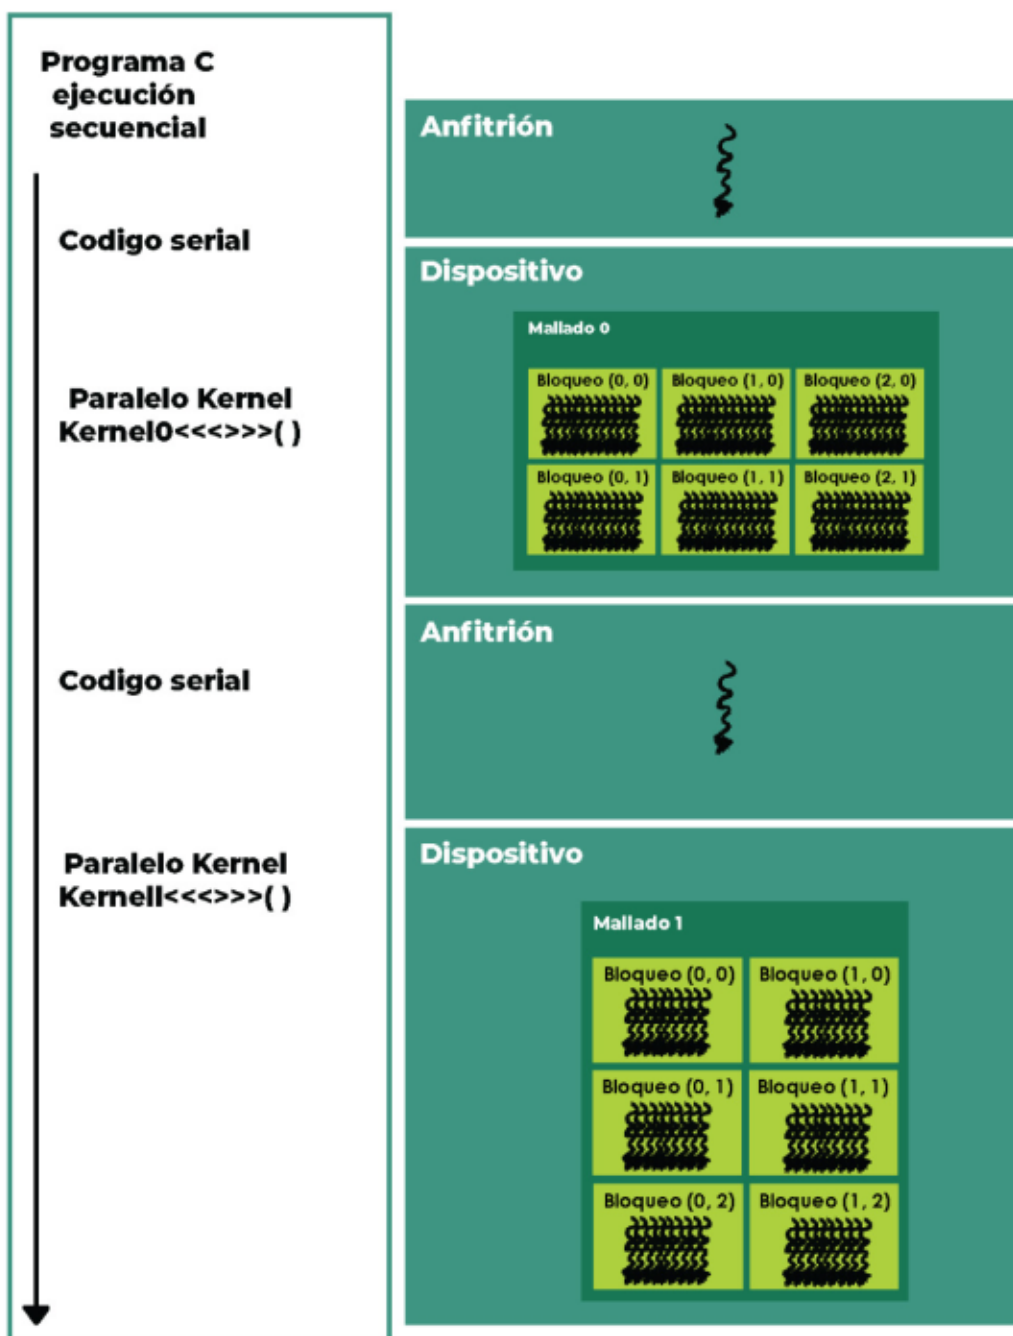 Programa C
ejecución
secuencial
Codigo serial
Paralelo Kernel
Kernel0<<<>>>( )
Codigo serial
Paralelo Kernel
Kernell<<<>>>( )
Anfitrión
Dispositivo
Mallado 0
Bloqueo (0, 0) Bloqueo (1, 0) Bloqueo (2, 0)
Bloqueo (0, 1) Bloqueo (1, 1) Bloqueo (2, 1)
Anfitrión
Dispositivo
Mallado 1
Bloqueo (0, 0) Bloqueo (1, 0)
Bloqueo (0, 1) Bloqueo (1, 1)
Bloqueo (0, 2) Bloqueo (1, 2)